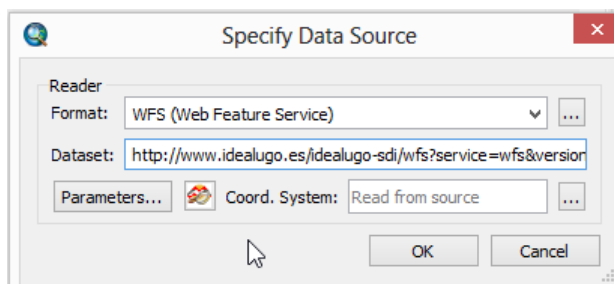 Specify Data Source
Reader
Format: WFS (Web Feature Service) ...
Dataset: http://www.idealugo.es/idealugo-sdi/wfs?service=wfs&version
Parameters... Coord. System: Read from source ...
OK Cancel